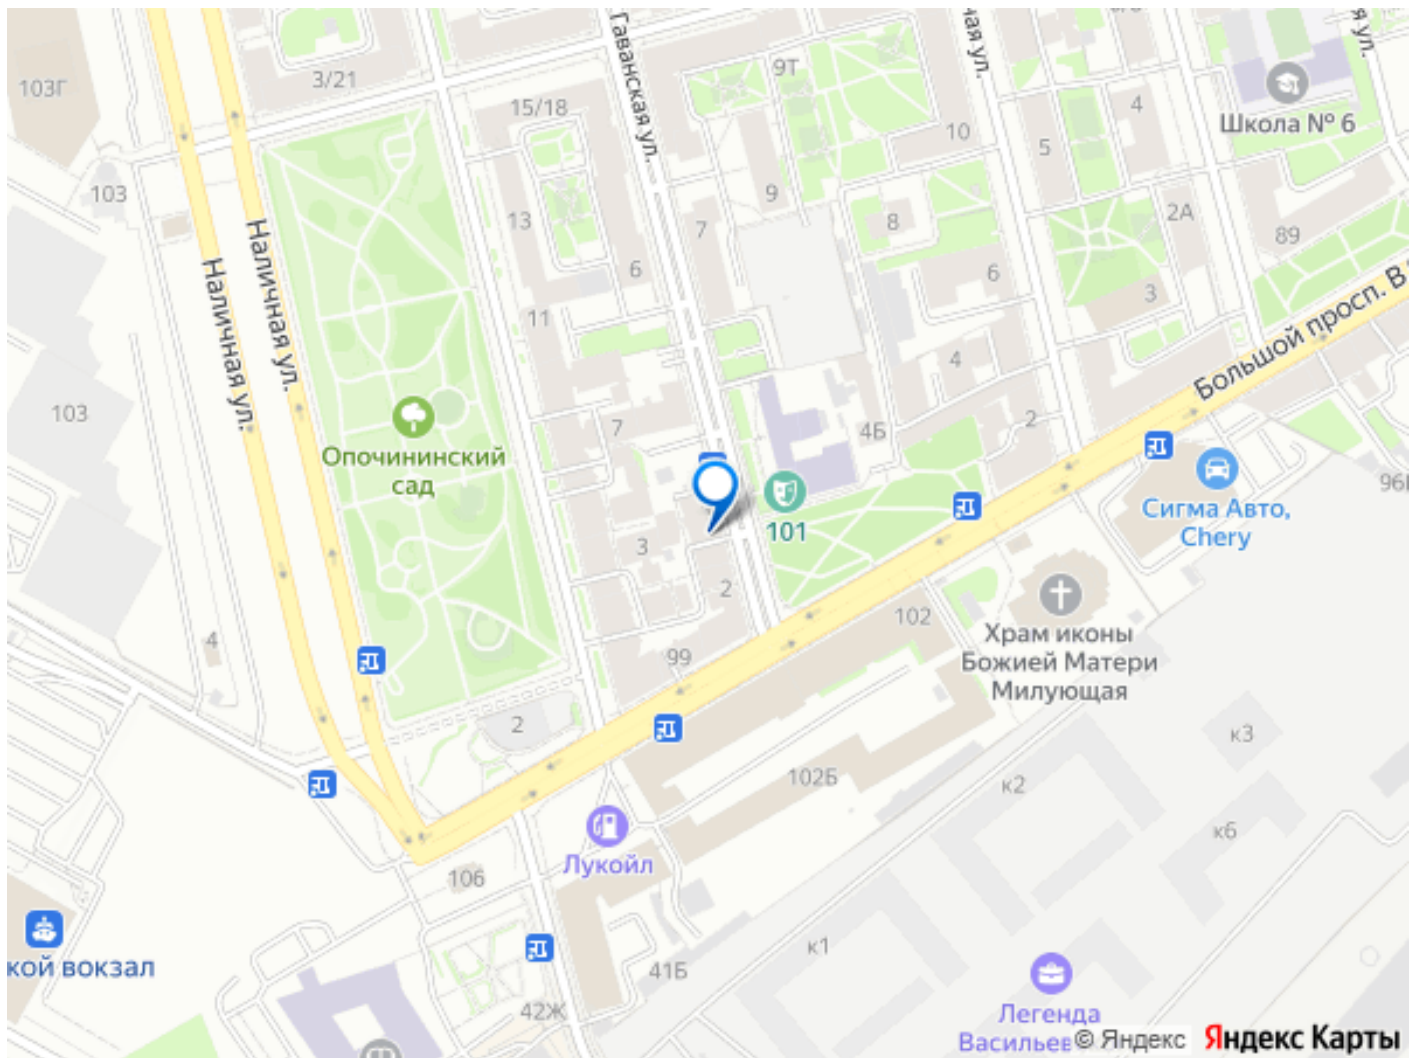 103Г
3/21
15/18
Гаванская ул.
9Т
ная ул.
10
5
4
Школа № 6
я ул.
103
13
7
9
8
2А
89
6
6
3
Наличная ул.
Наличная ул.
11
4
Большой просп. В
103
7
4Б
2
Опочининский
сад
101
Сигма Авто,
Chery
3
2
4
99
102
Храм иконы
Божией Матери
Милующая
2
102Б
к3
к2
к6
Лукойл
106
кой вокзал
к1
41Б
42Ж
Легенда
Васильев
© Яндекс
Яндекс Карты